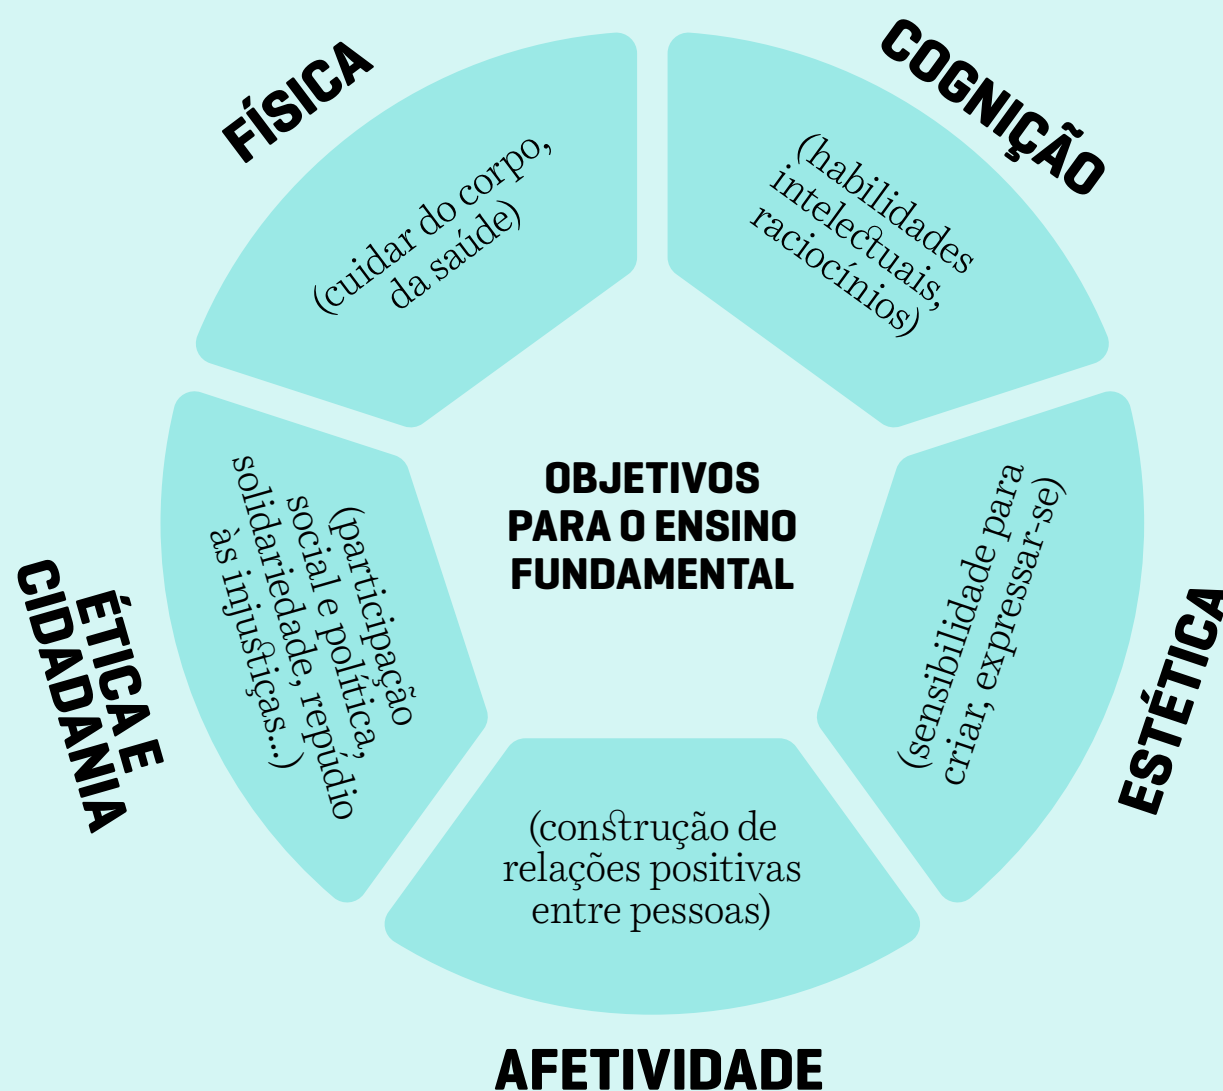 FÍSICA
(cuidar do corpo,
da saúde)
COGNIÇÃO
(habilidades
intelectuais,
raciocínios)
OBJETIVOS
PARA O ENSINO
FUNDAMENTAL
ÉTICA E
CIDADANIA
(participação
social e política,
solidariedade, repúdio
às injustiças...)
ESTÉTICA
(sensibilidade para
criar, expressar-se)
(construção de
relações positivas
entre pessoas)
AFETIVIDADE